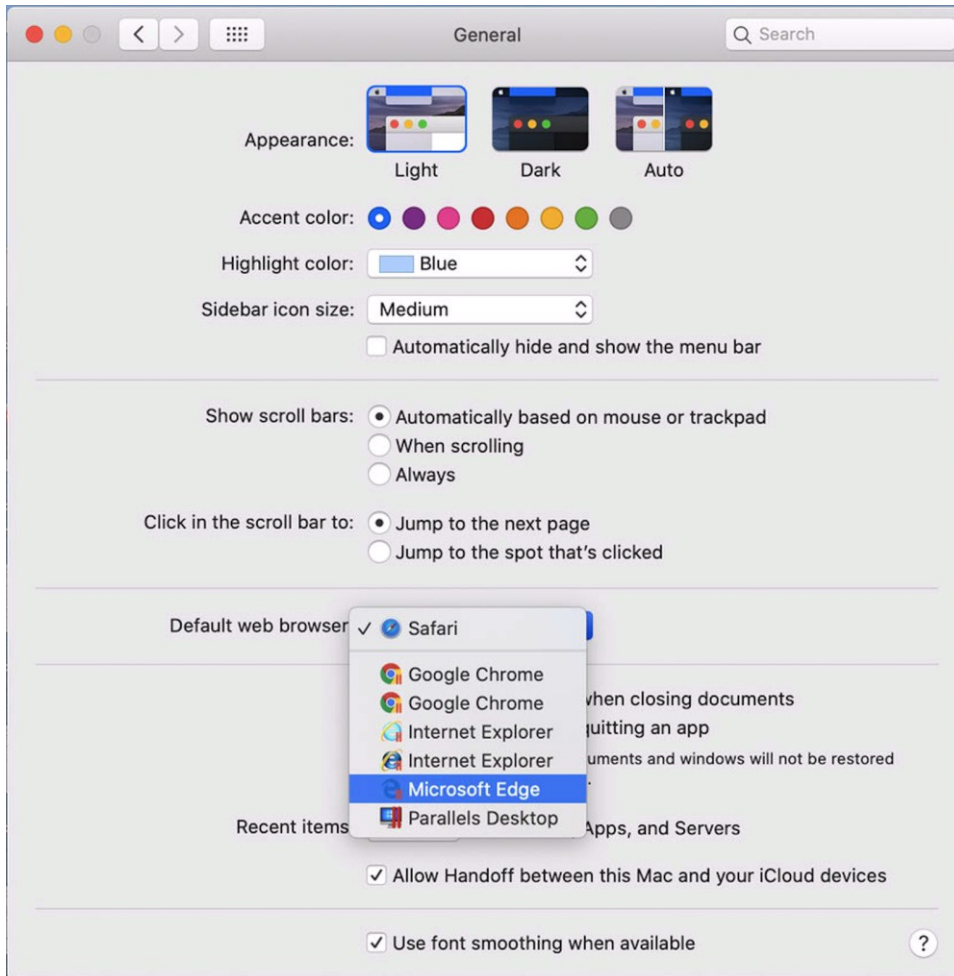 General
Search
Appearance:
Light Dark Auto
Accent color:
Highlight color: Blue
Sidebar icon size: Medium
Automatically hide and show the menu bar
Show scroll bars: Automatically based on mouse or trackpad
When scrolling
Always
Click in the scroll bar to: Jump to the next page
Jump to the spot that's clicked
Default web browser ✓ Safari
Google Chrome
when closing documents
Google Chrome
quitting an app
Internet Explorer
Internet Explorer
windows will not be restored
Microsoft Edge
Parallels Desktop
Recent items Apps, and Servers
✓ Allow Handoff between this Mac and your iCloud devices
✓ Use font smoothing when available
?